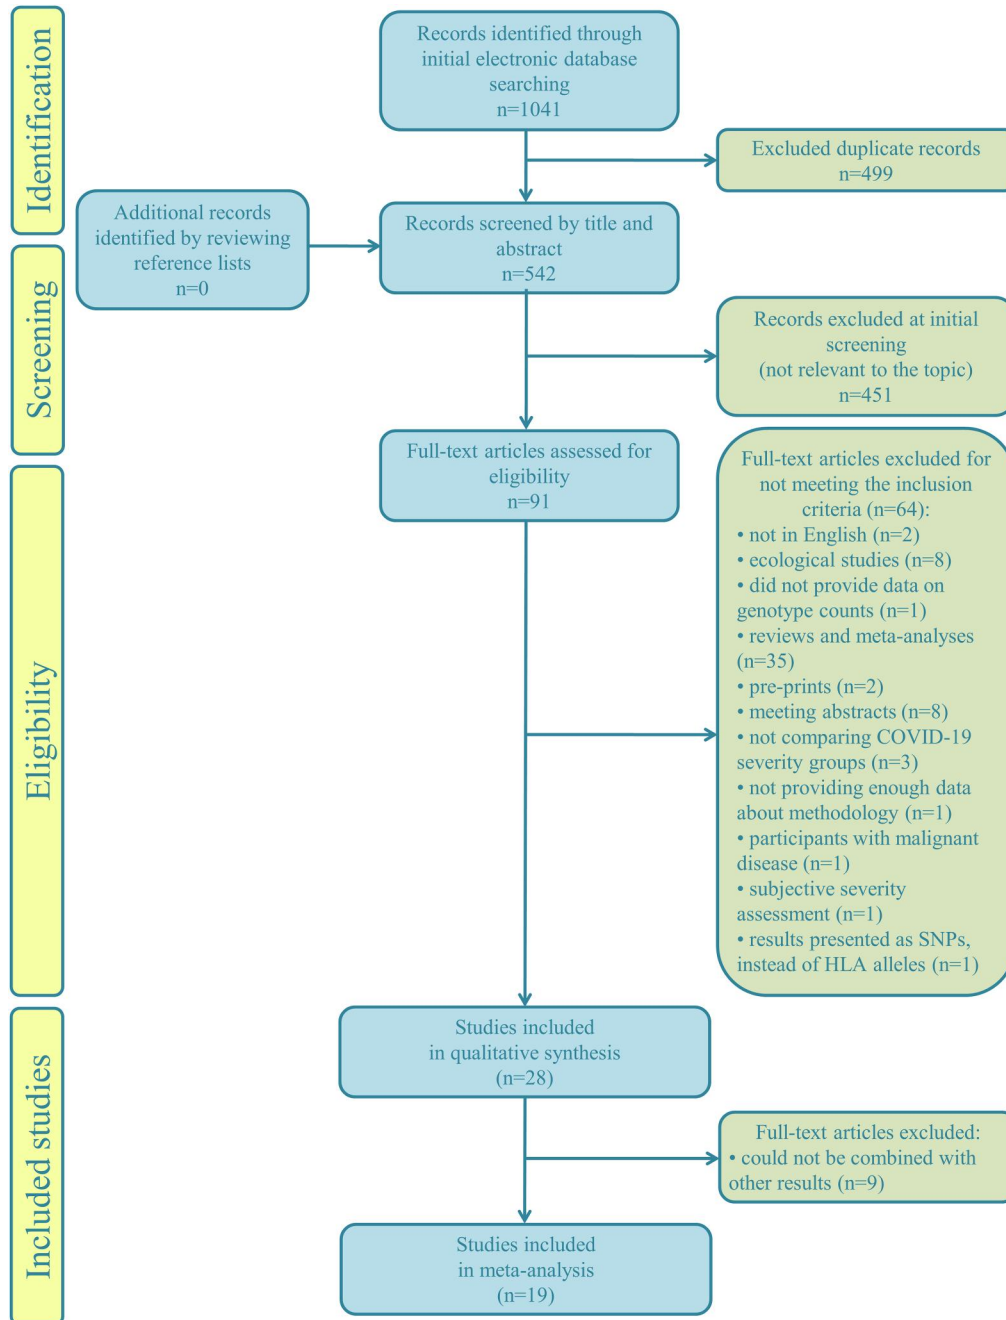 Identification
Records identified through
initial electronic database
searching
n=1041
Excluded duplicate records
n=499
Additional records
identified by reviewing
reference lists
n=0
Records screened by title and
abstract
n=542
Screening
Records excluded at initial
screening
(not relevant to the topic)
n=451
Eligibility
Full-text articles assessed for
eligibility
n=91
Full-text articles excluded for
not meeting the inclusion
criteria (n=64):
• not in English (n=2)
• ecological studies (n=8)
• did not provide data on
genotype counts (n=1)
• reviews and meta-analyses
(n=35)
• pre-prints (n=2)
• meeting abstracts (n=8)
• not comparing COVID-19
severity groups (n=3)
• not providing enough data
about methodology (n=1)
• participants with malignant
disease (n=1)
• subjective severity
assessment (n=1)
• results presented as SNPs,
instead of HLA alleles (n=1)
Included studies
Studies included
in qualitative synthesis
(n=28)
Full-text articles excluded:
• could not be combined with
other results (n=9)
Studies included
in meta-analysis
(n=19)